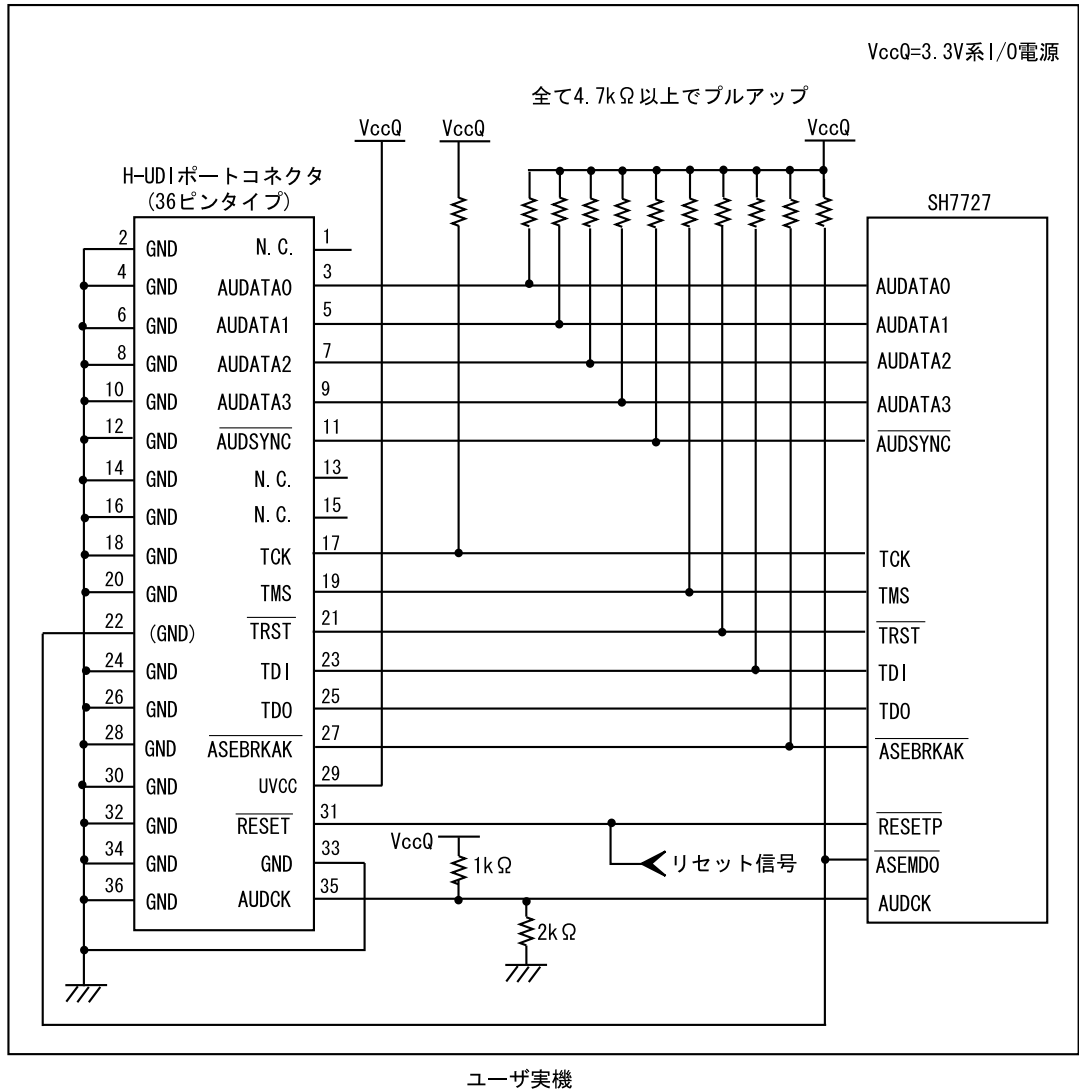 VccQ=3.3V系I/O電源
全て4.7kΩ以上でプルアップ
VccQ
VccQ
VccQ
H-UDIポートコネクタ
(36ピンタイプ)
SH7727
2 GND N.C. 1
4 GND AUDATA0 3 AUDATA0
6 GND AUDATA1 5 AUDATA1
8 GND AUDATA2 7 AUDATA2
10 GND AUDATA3 9 AUDATA3
12 GND AUDSYNC 11 AUDSYNC
14 GND N.C. 13
16 GND N.C. 15
18 GND TCK 17 TCK
20 GND TMS 19 TMS
22 (GND) TRST 21 TRST
24 GND TDI 23 TDI
26 GND TDO 25 TDO
28 GND ASEBRKAK 27 ASEBRKAK
30 GND UVCC 29
32 GND RESET 31 RESETP
VccQ
34 GND GND 33 1kΩ リセット信号 ASEMD0
36 GND AUDCK 35 AUDCK
2kΩ
ユーザ実機